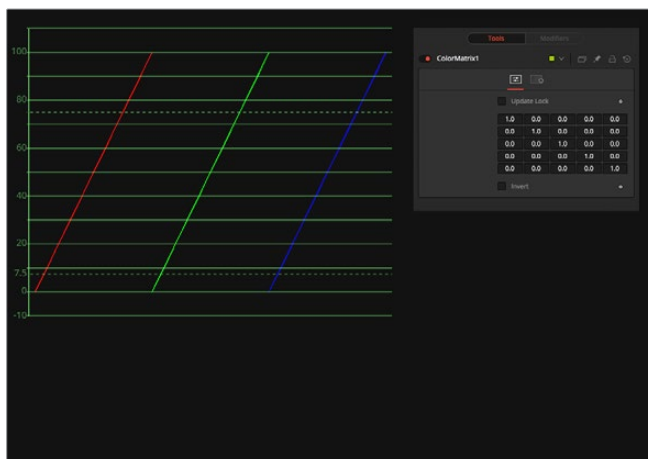 100
80
60
40
20
7.5
0
-10
Tools Modifiers
ColorMatrix1
Update Lock
1.0 0.0 0.0 0.0 0.0
0.0 1.0 0.0 0.0 0.0
0.0 0.0 1.0 0.0 0.0
0.0 0.0 0.0 1.0 0.0
0.0 0.0 0.0 0.0 1.0
Invert